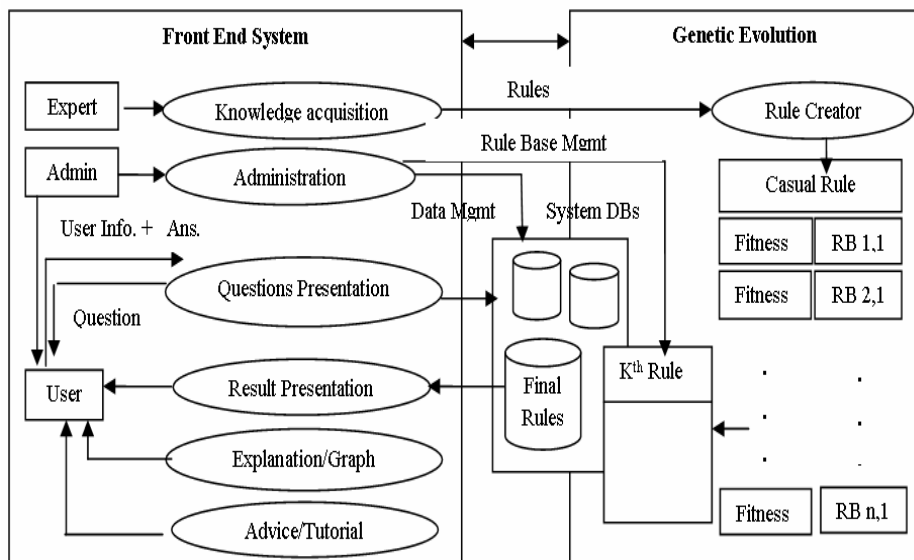 Front End System
Genetic Evolution
Expert
Knowledge acquisition
Rules
Rule Creator
Rule Base Mgmt
Admin
Administration
Casual Rule
Data Mgmt
System DBs
User Info. + Ans.
Fitness
RB 1,1
Questions Presentation
Fitness
RB 2,1
Question
Kth Rule
User
Result Presentation
Final
Rules
Explanation/Graph
Fitness
RB n,1
Advice/Tutorial